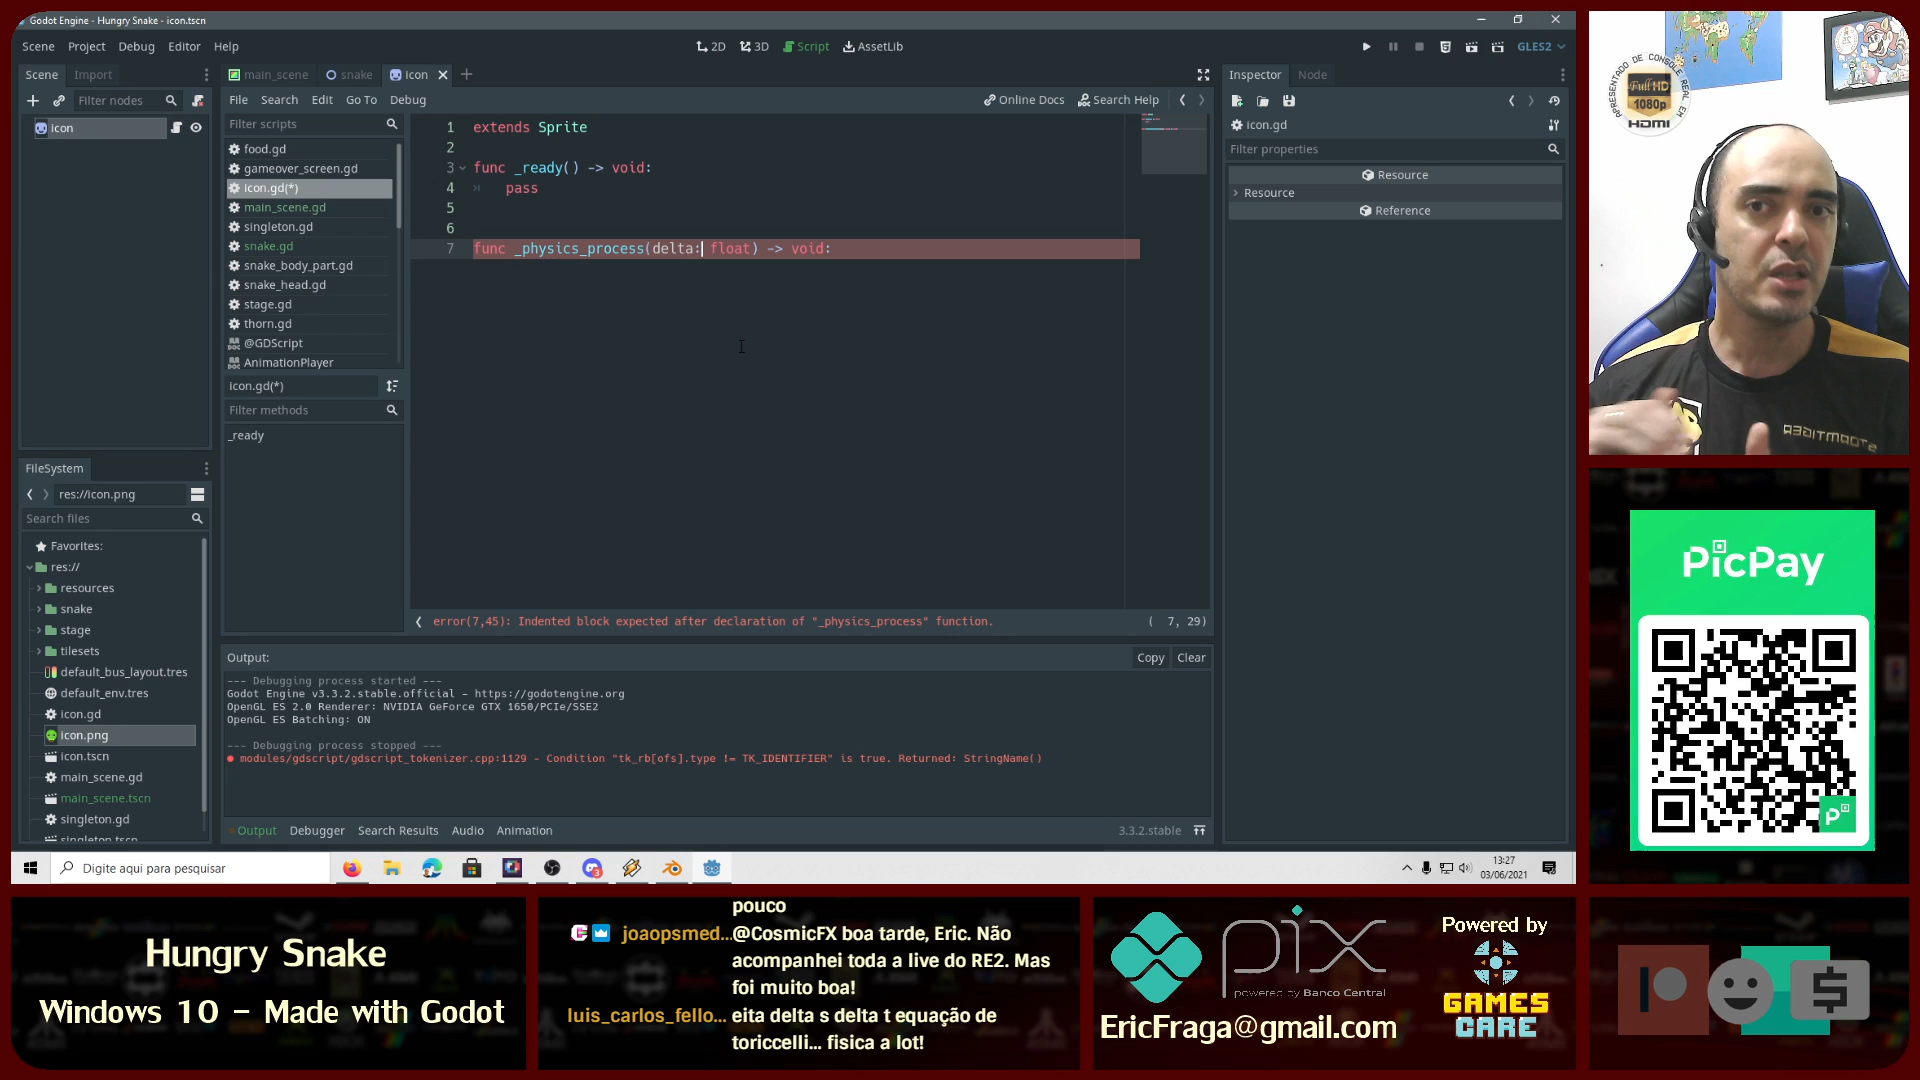 Godot Engine - Hungry Snake - icon.tscn
Scene Project Debug Editor Help
2D 3D Script AssetLib
GLES2
Scene Import
Filter nodes
icon
main_scene snake icon
File Search Edit Go To Debug
Online Docs Search Help
Filter scripts
food.gd
gameover_screen.gd
icon.gd(*)
main_scene.gd
singleton.gd
snake.gd
snake_body_part.gd
snake_head.gd
stage.gd
thorn.gd
@GDScript
AnimationPlayer
icon.gd(*)
Filter methods
_ready
1 extends Sprite
2
3 func _ready() -> void:
4 pass
5
6
7 func _physics_process(delta: float) -> void:
error(7,45): Indented block expected after declaration of "_physics_process" function.
( 7, 29)
Inspector Node
icon.gd
Filter properties
Resource
Resource
Reference
FileSystem
res://icon.png
Search files
Favorites:
res://
resources
snake
stage
tilesets
default_bus_layout.tres
default_env.tres
icon.gd
icon.png
icon.tscn
main_scene.gd
main_scene.tscn
singleton.gd
singleton.tscn
Output:
Copy Clear
--- Debugging process started ---
Godot Engine v3.3.2.stable.official - https://godotengine.org
OpenGL ES 2.0 Renderer: NVIDIA GeForce GTX 1650/PCIe/SSE2
OpenGL ES Batching: ON
--- Debugging process stopped ---
modules/gdscript/gdscript_tokenizer.cpp:1129 - Condition "tk_rb[ofs].type != TK_IDENTIFIER" is true. Returned: StringName()
Output Debugger Search Results Audio Animation
3.3.2.stable
Digite aqui para pesquisar
13:27
03/06/2021
APRESENTADO DE CONSOLE REAL EM
Full HD
1080p
HDMI
STORMTIMER
PicPay
Hungry Snake
Windows 10 - Made with Godot
pouco
joaopsmed... @CosmicFX boa tarde, Eric. Não
acompanhei toda a live do RE2. Mas
foi muito boa!
luis_carlos_fello... eita delta s delta t equação de
toriccelli... fisica a lot!
pix
powered by Banco Central
EricFraga@gmail.com
Powered by
GAMES
CARE